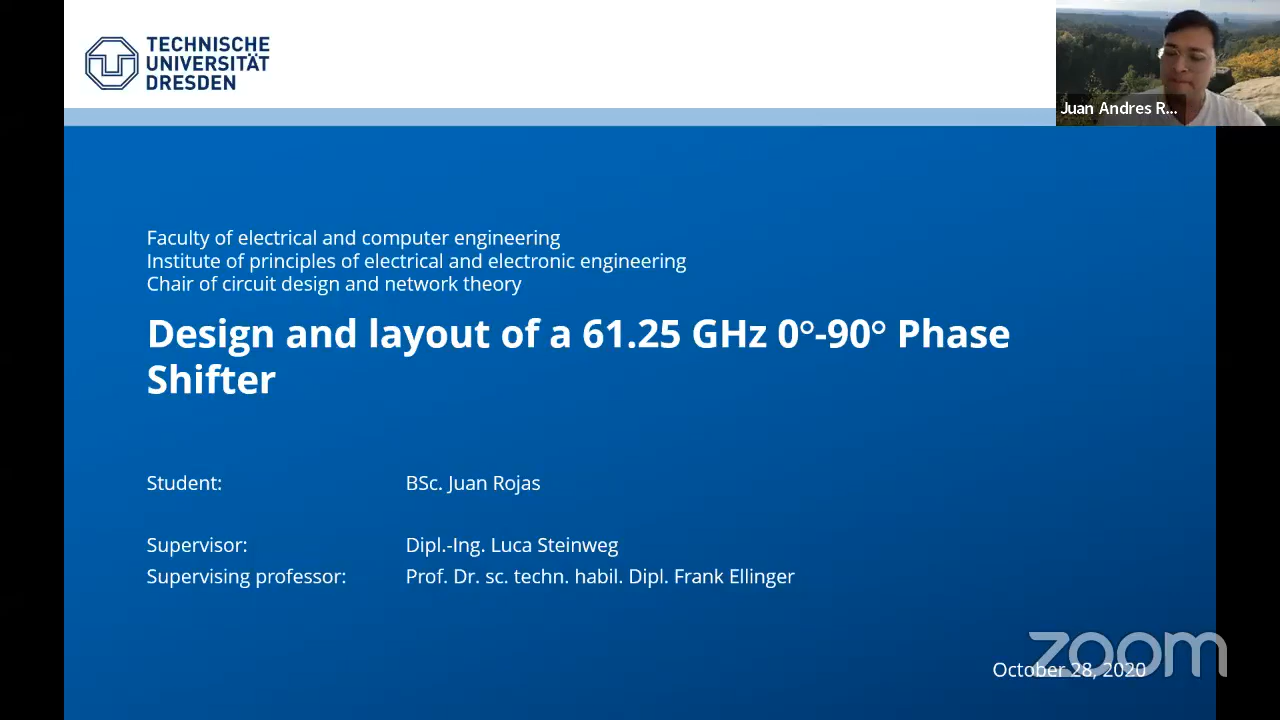 TECHNISCHE
UNIVERSITÄT
DRESDEN
Juan Andres R...
Faculty of electrical and computer engineering
Institute of principles of electrical and electronic engineering
Chair of circuit design and network theory
Design and layout of a 61.25 GHz 0°-90° Phase
Shifter
Student: BSc. Juan Rojas
Supervisor: Dipl.-Ing. Luca Steinweg
Supervising professor: Prof. Dr. sc. techn. habil. Dipl. Frank Ellinger
zoom
October 28, 2020